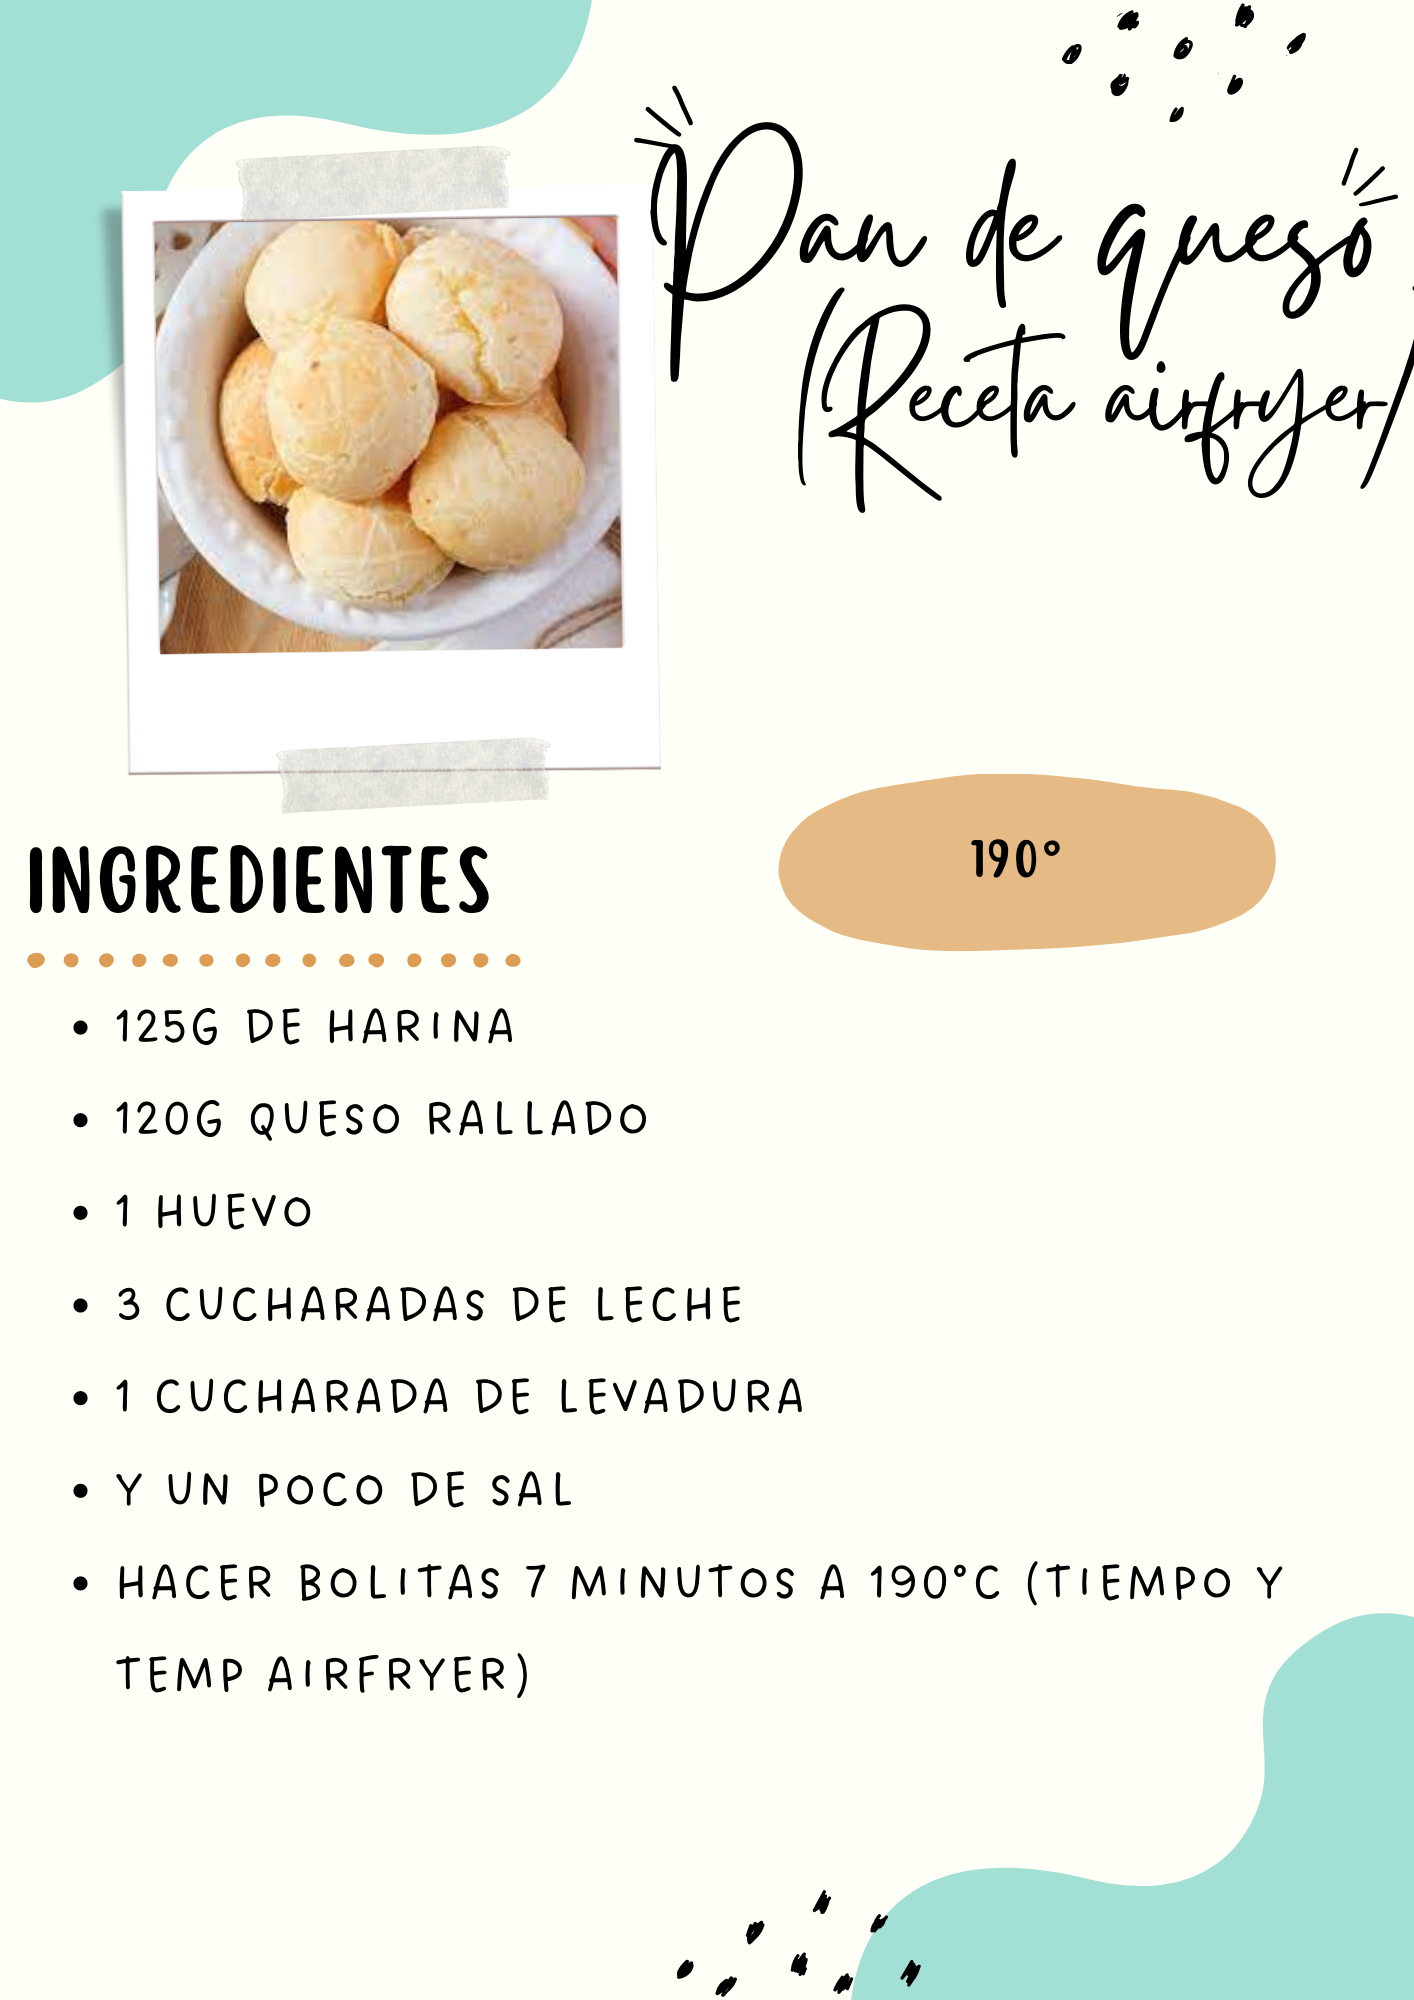 Pan de queso
(Receta airfryer)
190°
INGREDIENTES
• 125G DE HARINA
• 120G QUESO RALLADO
• 1 HUEVO
• 3 CUCHARADAS DE LECHE
• 1 CUCHARADA DE LEVADURA
• Y UN POCO DE SAL
• HACER BOLITAS 7 MINUTOS A 190°C (TIEMPO Y
TEMP AIRFRYER)